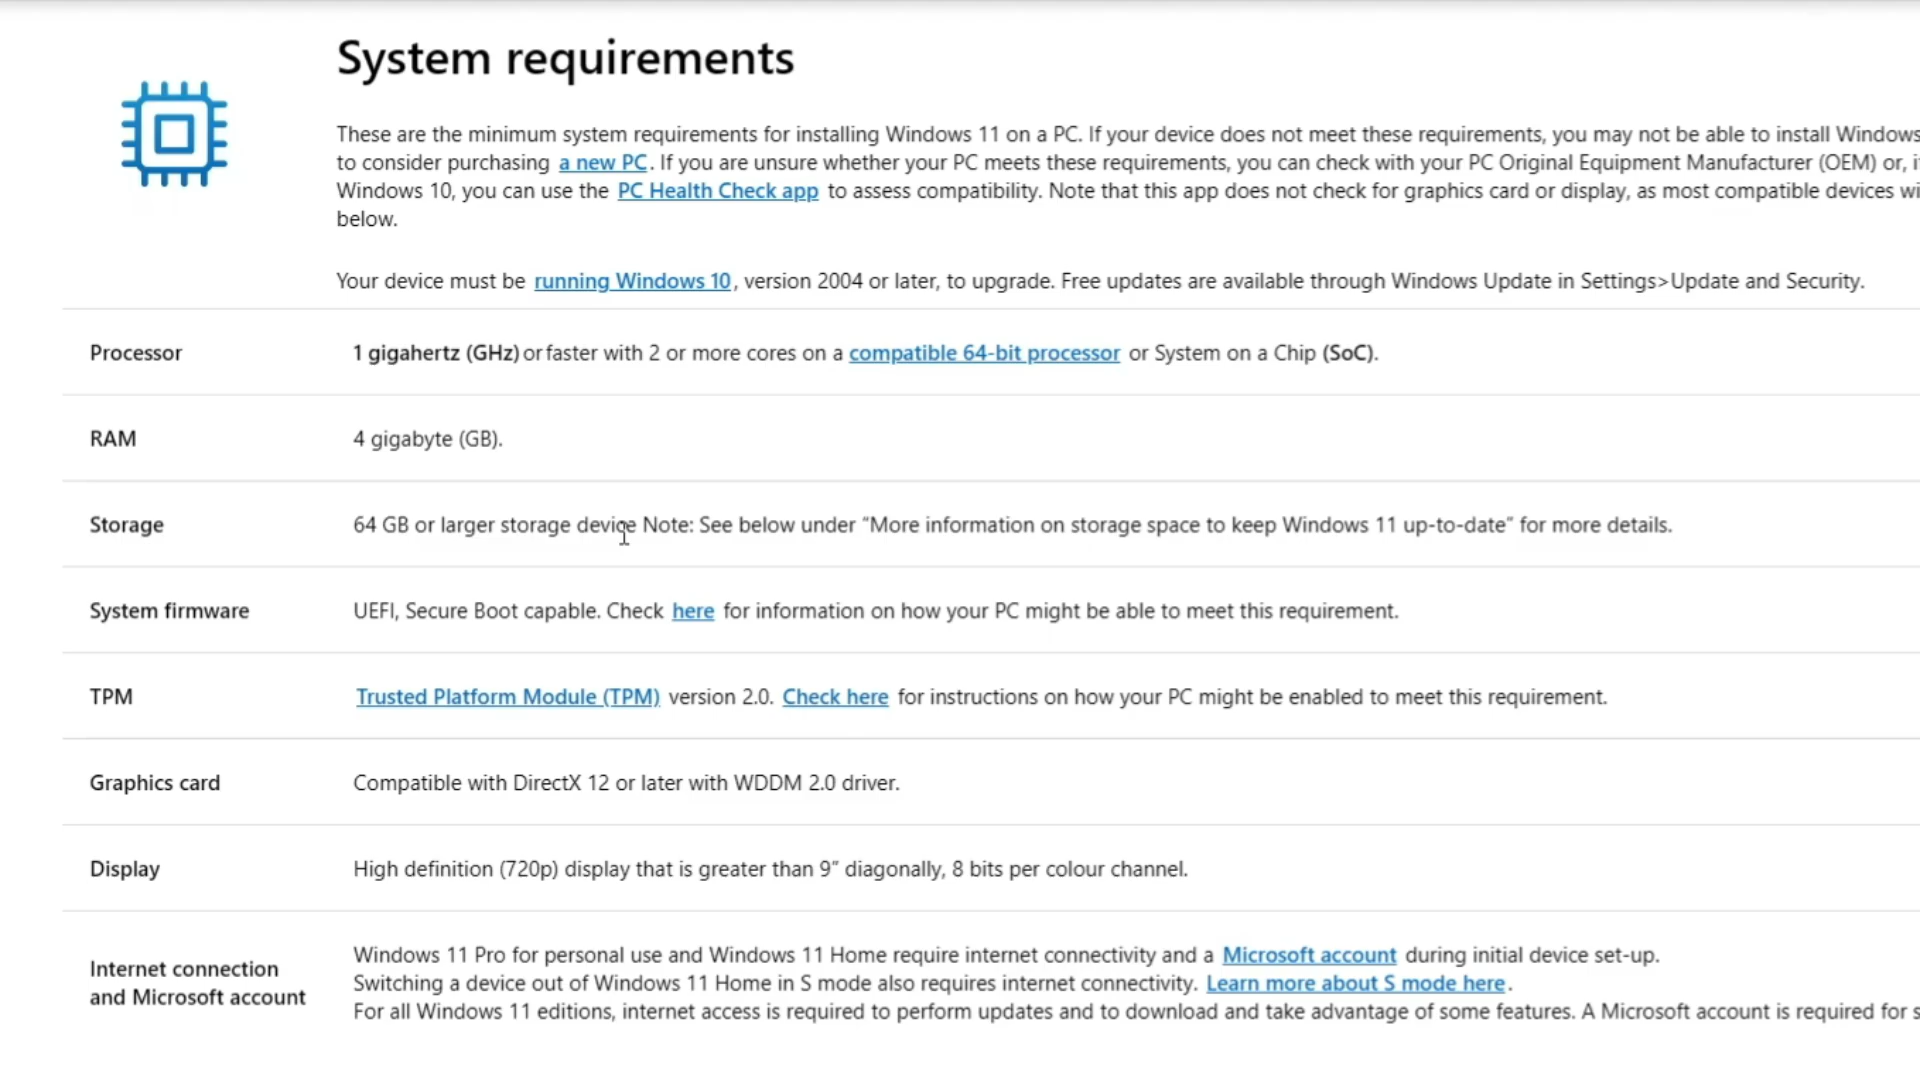 System requirements
These are the minimum system requirements for installing Windows 11 on a PC. If your device does not meet these requirements, you may not be able to install Windows
to consider purchasing a new PC. If you are unsure whether your PC meets these requirements, you can check with your PC Original Equipment Manufacturer (OEM) or,
Windows 10, you can use the PC Health Check app to assess compatibility. Note that this app does not check for graphics card or display, as most compatible devices
below.
Your device must be running Windows 10, version 2004 or later, to upgrade. Free updates are available through Windows Update in Settings>Update and Security.
Processor 1 gigahertz (GHz) or faster with 2 or more cores on a compatible 64-bit processor or System on a Chip (SoC).
RAM 4 gigabyte (GB).
Storage 64 GB or larger storage device Note: See below under “More information on storage space to keep Windows 11 up-to-date” for more details.
System firmware UEFI, Secure Boot capable. Check here for information on how your PC might be able to meet this requirement.
TPM Trusted Platform Module (TPM) version 2.0. Check here for instructions on how your PC might be enabled to meet this requirement.
Graphics card Compatible with DirectX 12 or later with WDDM 2.0 driver.
Display High definition (720p) display that is greater than 9” diagonally, 8 bits per colour channel.
Internet connection
and Microsoft account
Windows 11 Pro for personal use and Windows 11 Home require internet connectivity and a Microsoft account during initial device set-up.
Switching a device out of Windows 11 Home in S mode also requires internet connectivity. Learn more about S mode here.
For all Windows 11 editions, internet access is required to perform updates and to download and take advantage of some features. A Microsoft account is required for